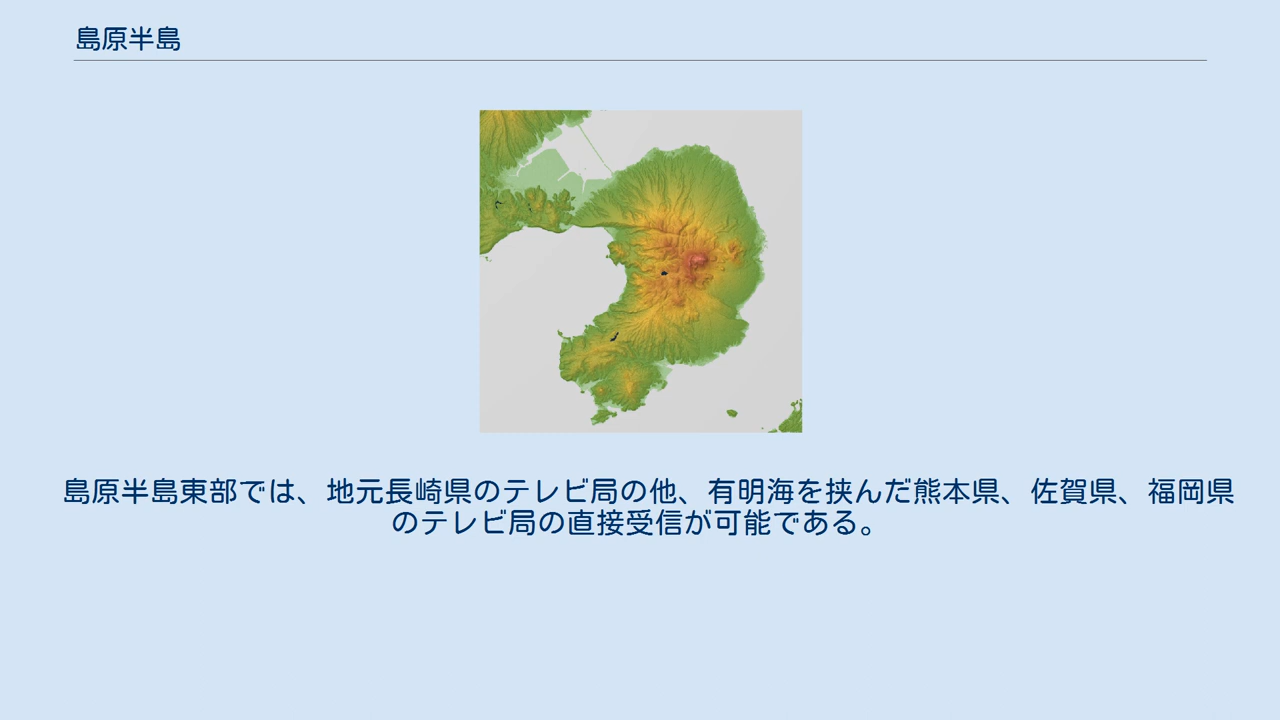 島原半島
島原半島東部では、地元長崎県のテレビ局の他、有明海を挟んだ熊本県、佐賀県、福岡県
のテレビ局の直接受信が可能である。